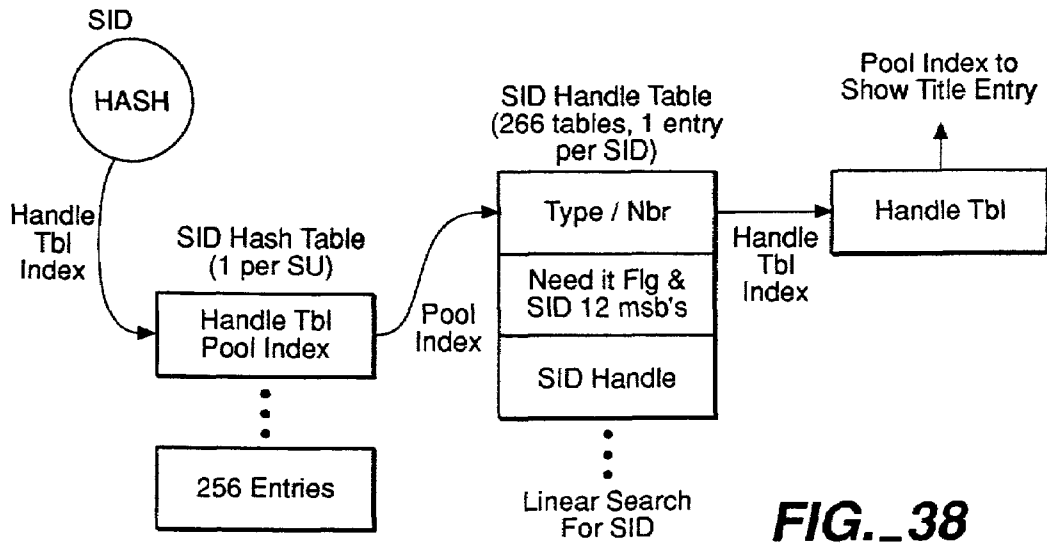 SID
HASH
Handle
Tbl
Index
SID Hash Table
(1 per SU)
Handle Tbl
Pool Index
256 Entries
Pool
Index
SID Handle Table
(266 tables, 1 entry
per SID)
Type / Nbr
Need it Flg &
SID 12 msb's
SID Handle
Linear Search
For SID
Handle
Tbl
Index
Pool Index to
Show Title Entry
Handle Tbl
FIG._38